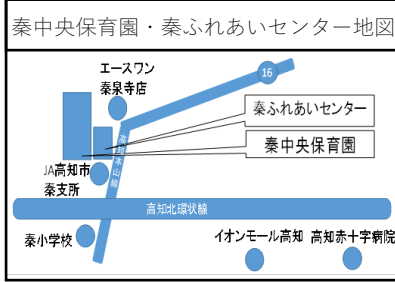 秦中央保育園・秦ふれあいセンター地図
エースワン
秦泉寺店
16
秦ふれあいセンター
秦中央保育園
高知本山線
JA高知市
秦支所
高知北環状線
秦小学校
イオンモール高知
高知赤十字病院